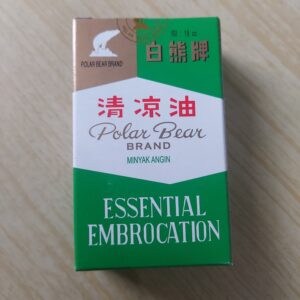 白熊牌
POLAR BEAR BRAND
清凉油
Polar Bear
BRAND
MINYAK ANGIN
ESSENTIAL
EMBROCATION